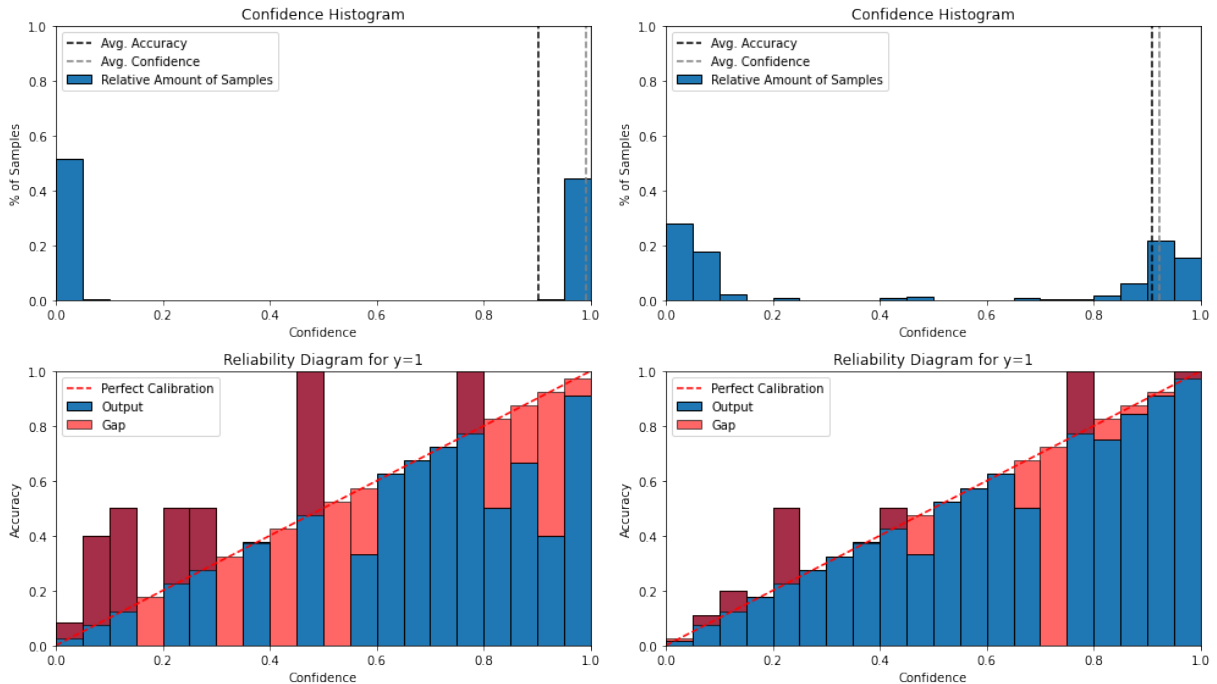 Confidence Histogram
1.0
0.8
0.6
0.4
0.2
0.0
% of Samples
Avg. Accuracy
Avg. Confidence
Relative Amount of Samples
0.0 0.2 0.4 0.6 0.8 1.0
Confidence
Confidence Histogram
1.0
0.8
0.6
0.4
0.2
0.0
% of Samples
Avg. Accuracy
Avg. Confidence
Relative Amount of Samples
0.0 0.2 0.4 0.6 0.8 1.0
Confidence
Reliability Diagram for y=1
1.0
0.8
0.6
0.4
0.2
0.0
Accuracy
Perfect Calibration
Output
Gap
0.0 0.2 0.4 0.6 0.8 1.0
Confidence
Reliability Diagram for y=1
1.0
0.8
0.6
0.4
0.2
0.0
Accuracy
Perfect Calibration
Output
Gap
0.0 0.2 0.4 0.6 0.8 1.0
Confidence